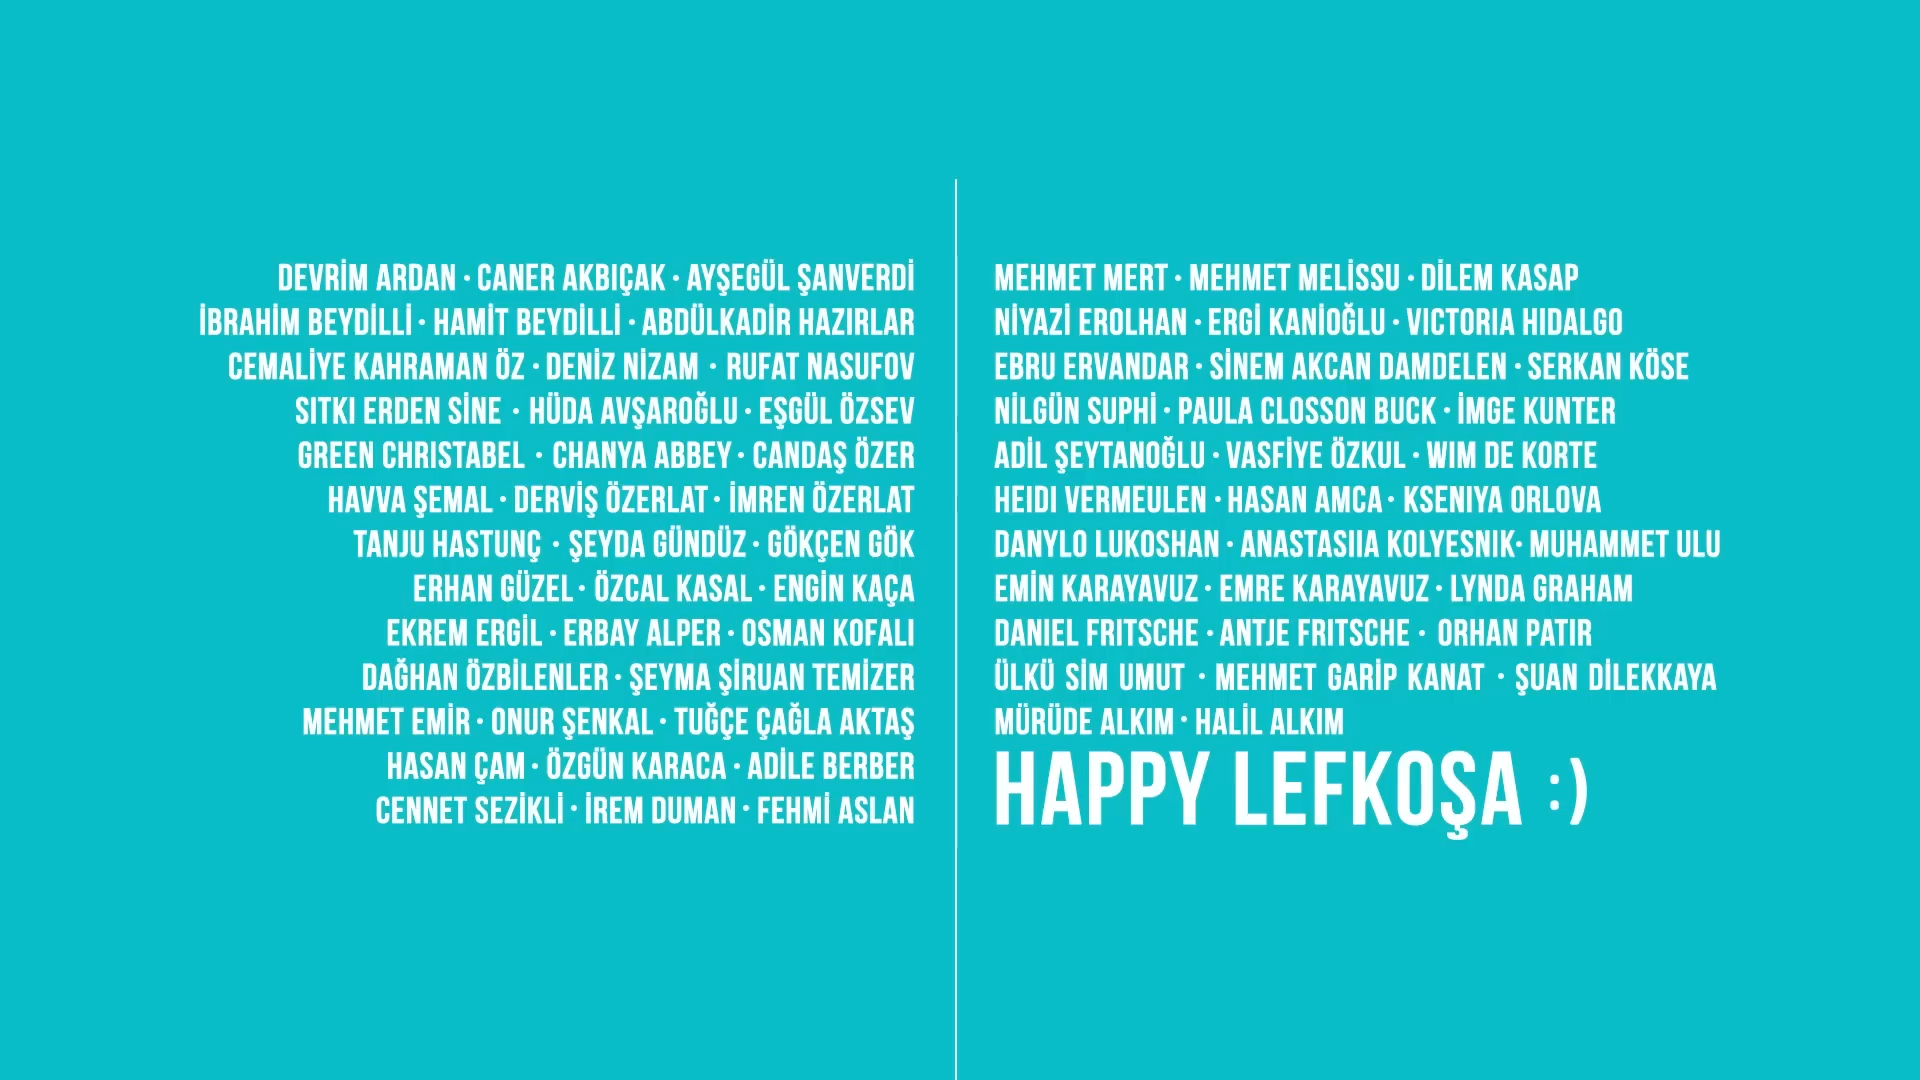 DEVRİM ARDAN · CANER AKBIÇAK · AYŞEGÜL ŞANVERDİ
İBRAHİM BEYDİLLİ · HAMİT BEYDİLLİ · ABDÜLKADİR HAZIRLAR
CEMALİYE KAHRAMAN ÖZ · DENİZ NİZAM · RUFAT NASUFOV
SITKI ERDEN SİNE · HÜDA AVŞAROĞLU · EŞGÜL ÖZSEV
GREEN CHRISTABEL · CHANYA ABBEY · CANDAŞ ÖZER
HAVVA ŞEMAL · DERVİŞ ÖZERLAT · İMREN ÖZERLAT
TANJU HASTUNÇ · ŞEYDA GÜNDÜZ · GÖKÇEN GÖK
ERHAN GÜZEL · ÖZCAL KASAL · ENGİN KAÇA
EKREM ERGİL · ERBAY ALPER · OSMAN KOFALI
DAĞHAN ÖZBİLENLER · ŞEYMA ŞİRUAN TEMİZER
MEHMET EMİR · ONUR ŞENKAL · TUĞÇE ÇAĞLA AKTAŞ
HASAN ÇAM · ÖZGÜN KARACA · ADİLE BERBER
CENNET SEZİKLİ · İREM DUMAN · FEHMİ ASLAN
MEHMET MERT · MEHMET MELİSSU · DİLEM KASAP
NİYAZİ EROLHAN · ERGİ KANİOĞLU · VICTORIA HIDALGO
EBRU ERVANDAR · SİNEM AKCAN DAMDELEN · SERKAN KÖSE
NİLGÜN SUPHİ · PAULA CLOSSON BUCK · İMGE KUNTER
ADİL ŞEYTANOĞLU · VASFİYE ÖZKUL · WIM DE KORTE
HEIDI VERMEULEN · HASAN AMCA · KSENIYA ORLOVA
DANYLO LUKOSHAN · ANASTASIIA KOLYESNIK · MUHAMMET ULU
EMİN KARAYAVUZ · EMRE KARAYAVUZ · LYNDA GRAHAM
DANIEL FRITSCHE · ANTJE FRITSCHE · ORHAN PATIR
ÜLKÜ SİM UMUT · MEHMET GARİP KANAT · ŞUAN DİLEKKAYA
MÜRÜDE ALKIM · HALİL ALKIM
HAPPY LEFKOŞA :)